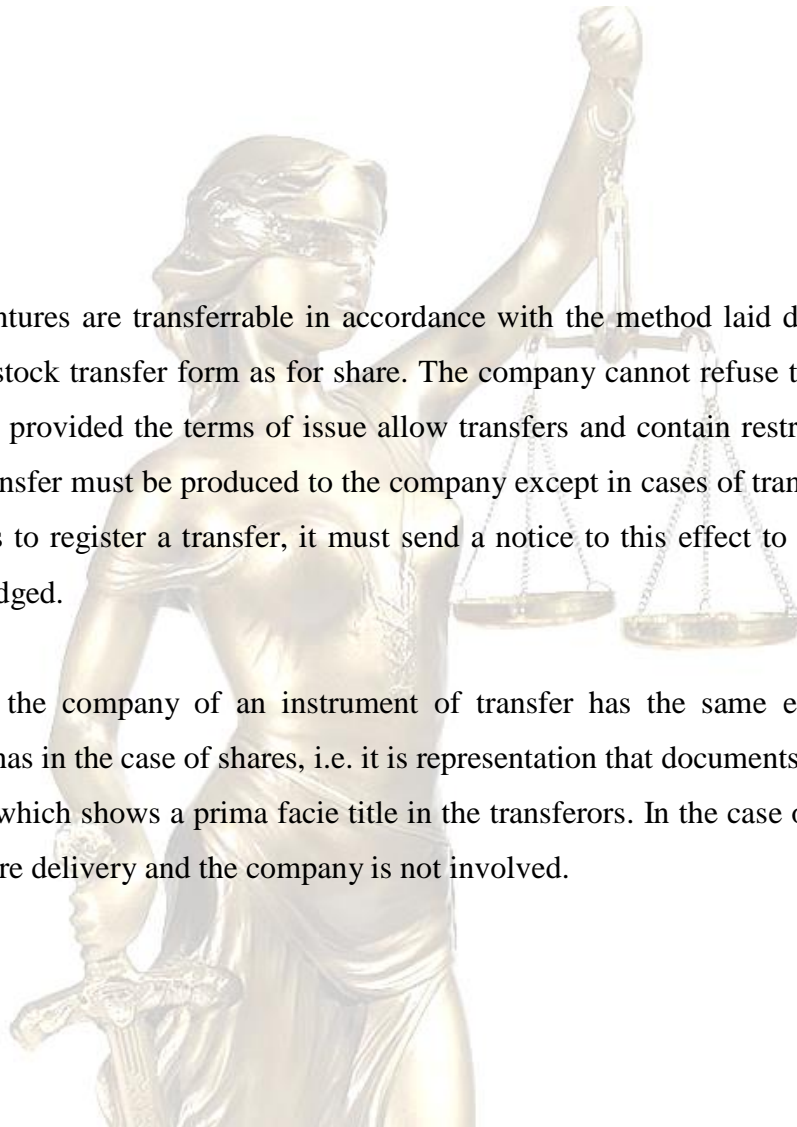 ntures are transferrable in accordance with the method laid d
stock transfer form as for share. The company cannot refuse t
provided the terms of issue allow transfers and contain restr
nsfer must be produced to the company except in cases of tran
s to register a transfer, it must send a notice to this effect to
dged.
the company of an instrument of transfer has the same e
has in the case of shares, i.e. it is representation that documents
which shows a prima facie title in the transferors. In the case o
re delivery and the company is not involved.